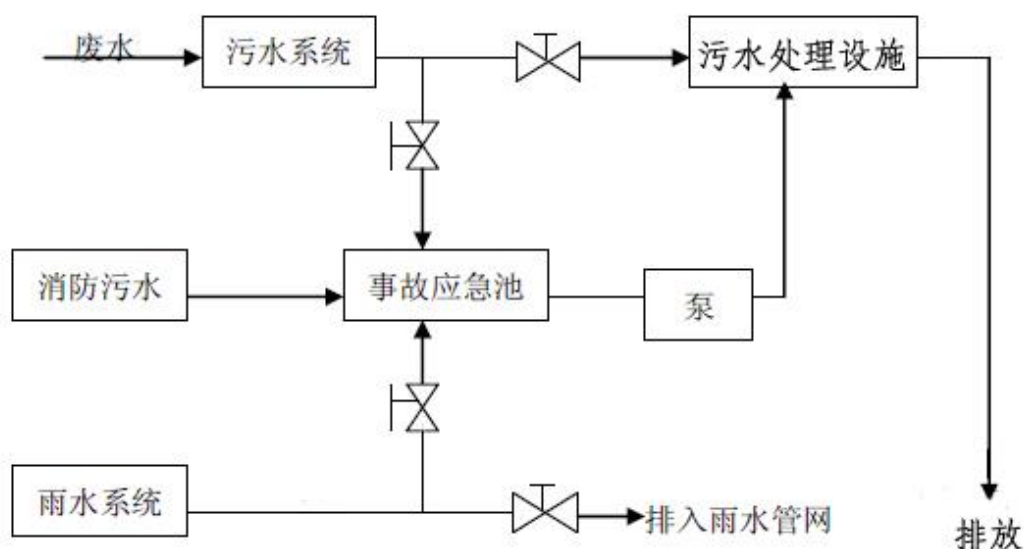 废水
污水系统
污水处理设施
消防污水
事故应急池
泵
雨水系统
排入雨水管网
排放